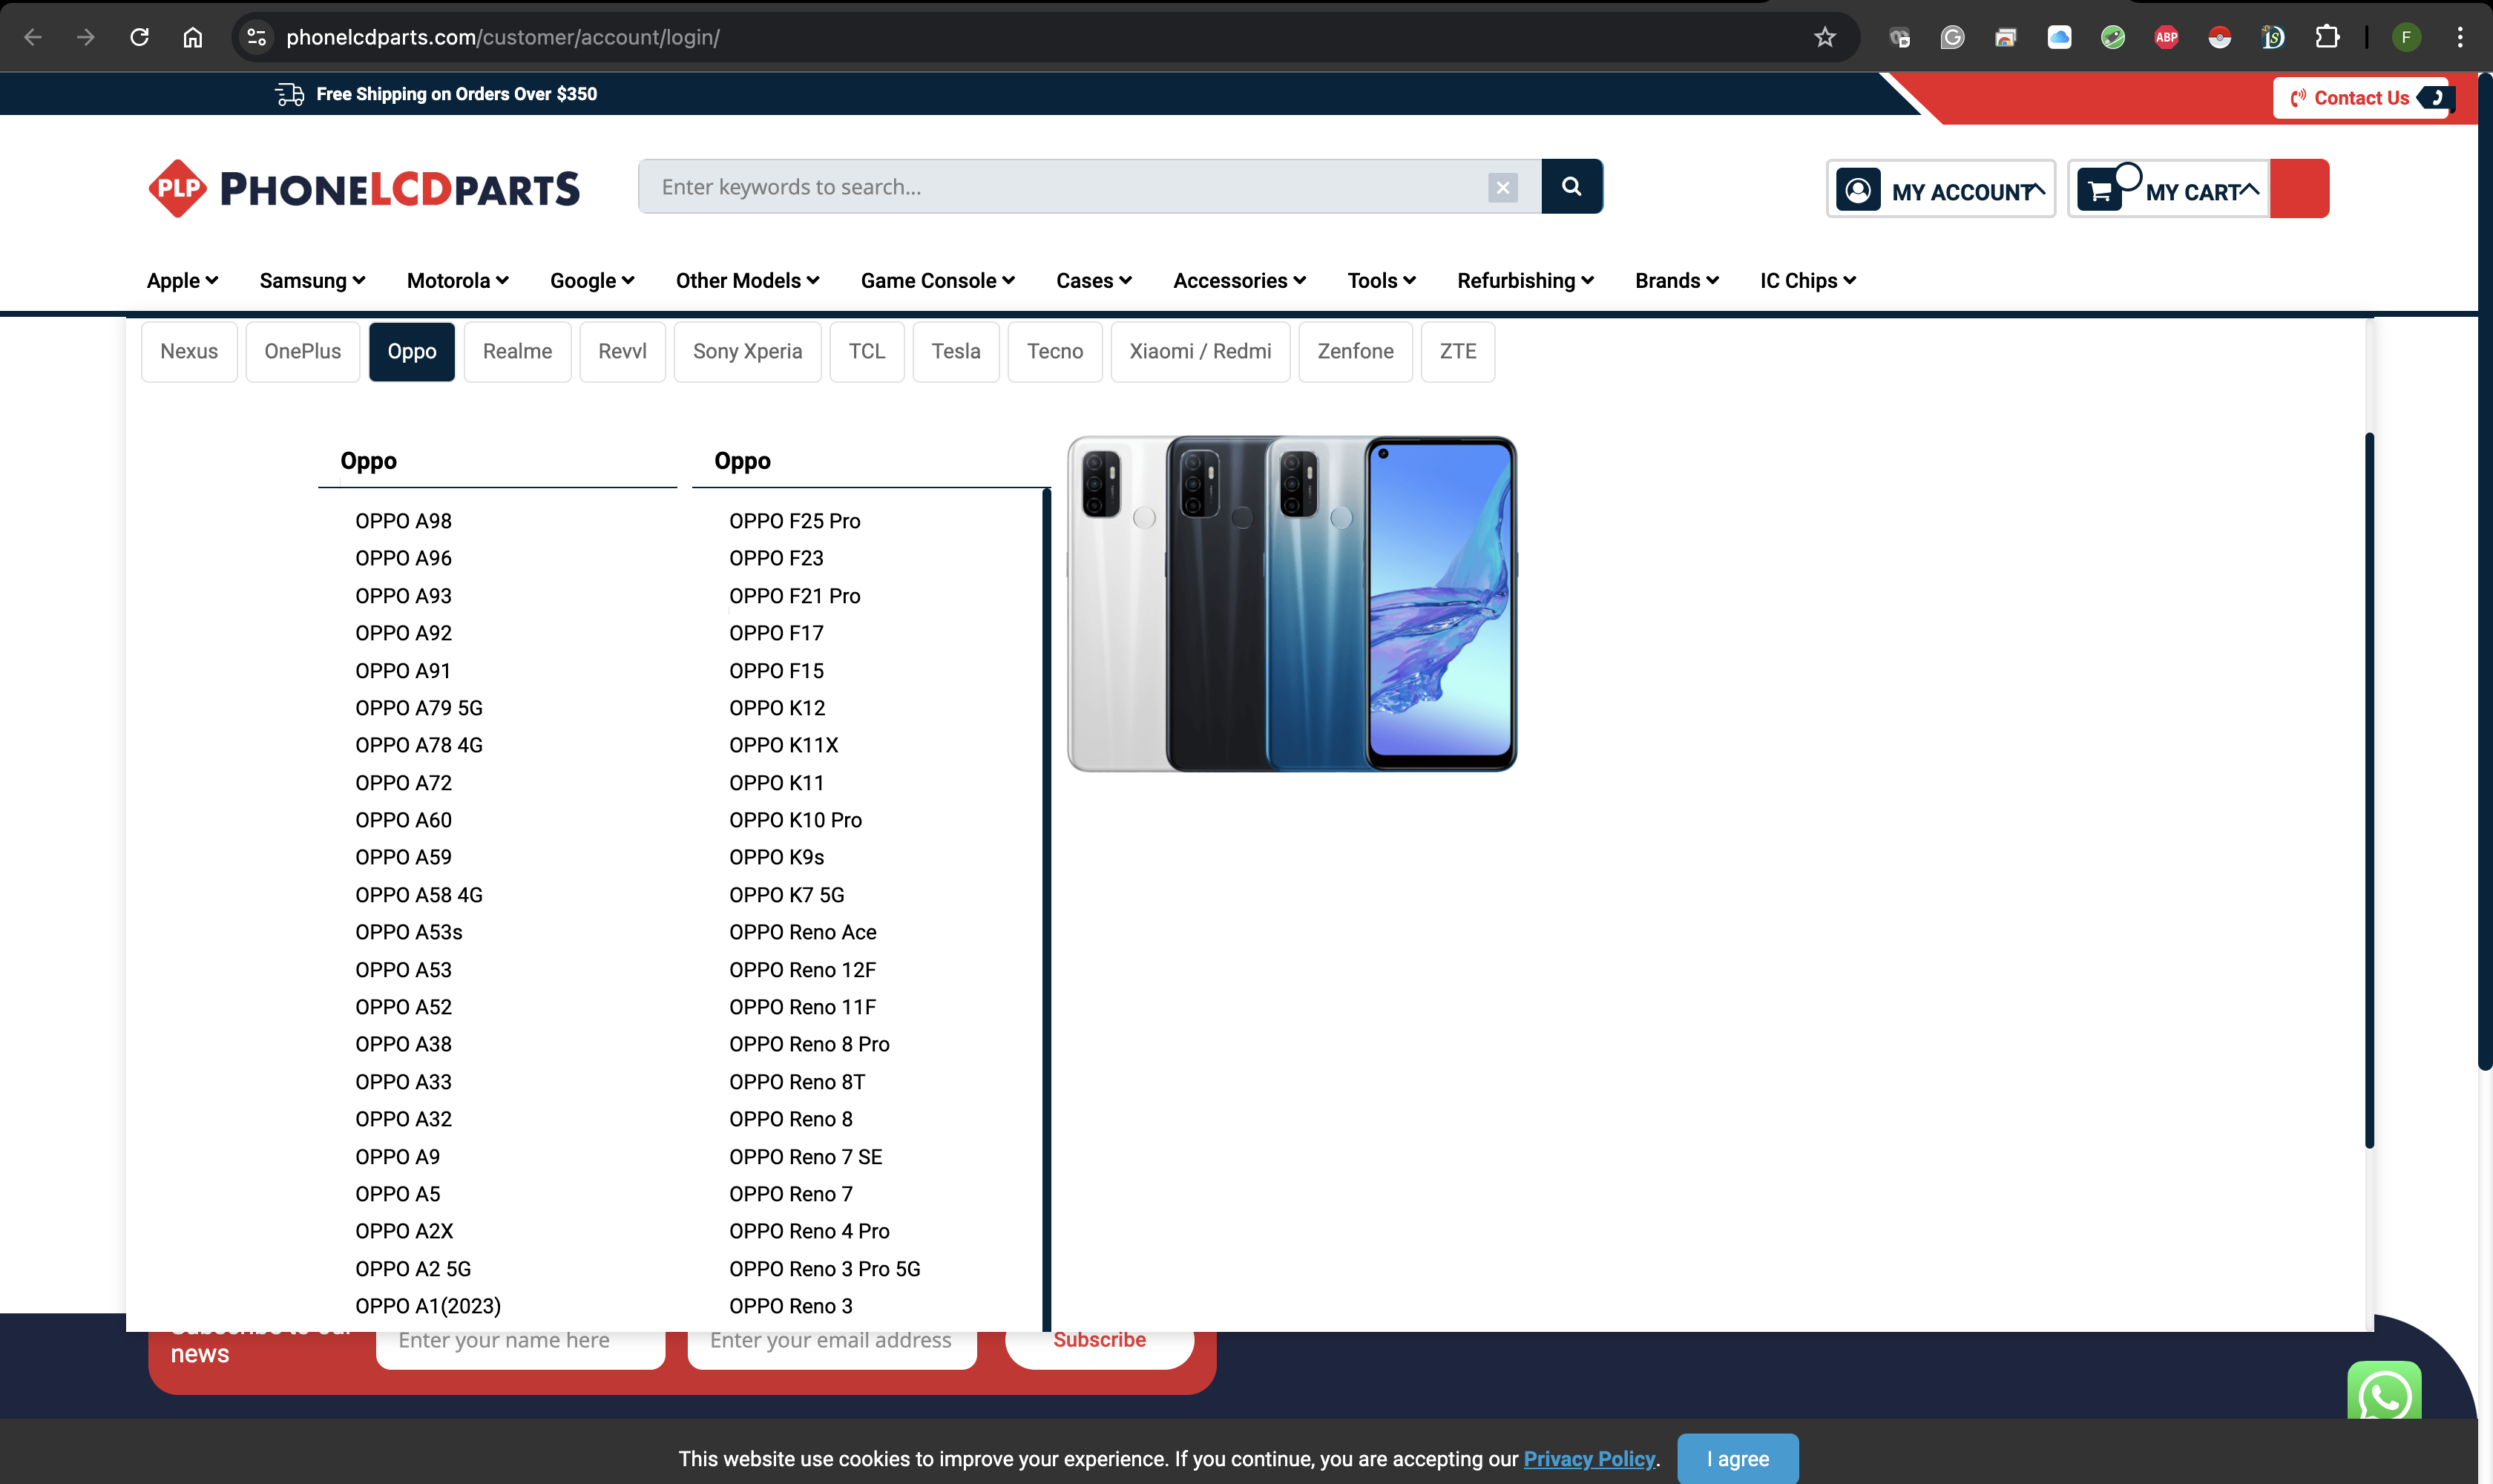 phonelcdparts.com/customer/account/login/
ABP
F
Free Shipping on Orders Over $350
Contact Us
PLP PHONELCDPARTS
Enter keywords to search...
MY ACCOUNT
MY CART
Apple Samsung Motorola Google Other Models Game Console Cases Accessories Tools Refurbishing Brands IC Chips
Nexus OnePlus Oppo Realme Revvl Sony Xperia TCL Tesla Tecno Xiaomi / Redmi Zenfone ZTE
Oppo
OPPO A98
OPPO A96
OPPO A93
OPPO A92
OPPO A91
OPPO A79 5G
OPPO A78 4G
OPPO A72
OPPO A60
OPPO A59
OPPO A58 4G
OPPO A53s
OPPO A53
OPPO A52
OPPO A38
OPPO A33
OPPO A32
OPPO A9
OPPO A5
OPPO A2X
OPPO A2 5G
OPPO A1(2023)
Oppo
OPPO F25 Pro
OPPO F23
OPPO F21 Pro
OPPO F17
OPPO F15
OPPO K12
OPPO K11X
OPPO K11
OPPO K10 Pro
OPPO K9s
OPPO K7 5G
OPPO Reno Ace
OPPO Reno 12F
OPPO Reno 11F
OPPO Reno 8 Pro
OPPO Reno 8T
OPPO Reno 8
OPPO Reno 7 SE
OPPO Reno 7
OPPO Reno 4 Pro
OPPO Reno 3 Pro 5G
OPPO Reno 3
news
Enter your name here
Enter your email address
Subscribe
This website use cookies to improve your experience. If you continue, you are accepting our Privacy Policy.
I agree